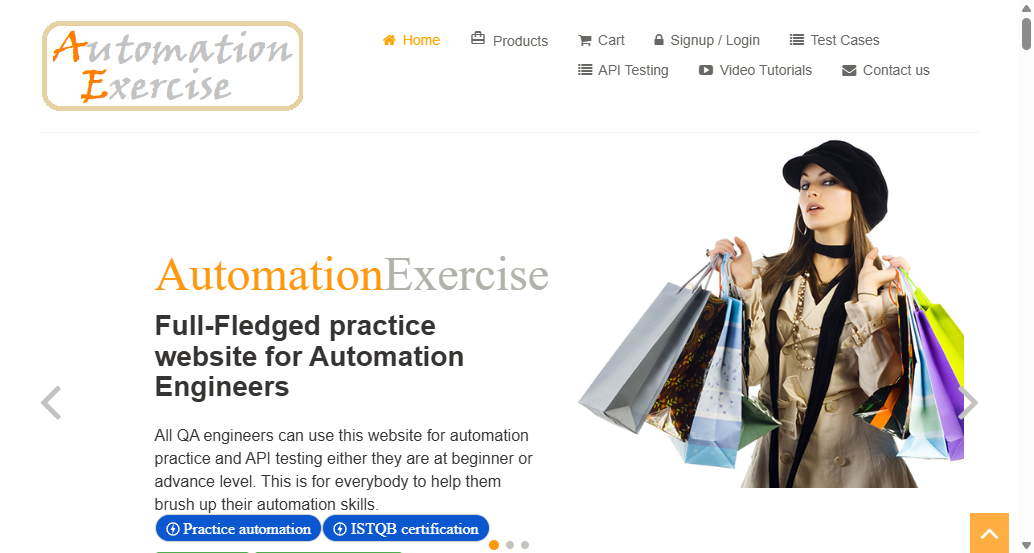 Automation
Exercise
Home
Products
Cart
Signup / Login
Test Cases
API Testing
Video Tutorials
Contact us
AutomationExercise
Full-Fledged practice
website for Automation
Engineers
All QA engineers can use this website for automation
practice and API testing either they are at beginner or
advance level. This is for everybody to help them
brush up their automation skills.
Practice automation
ISTQB certification